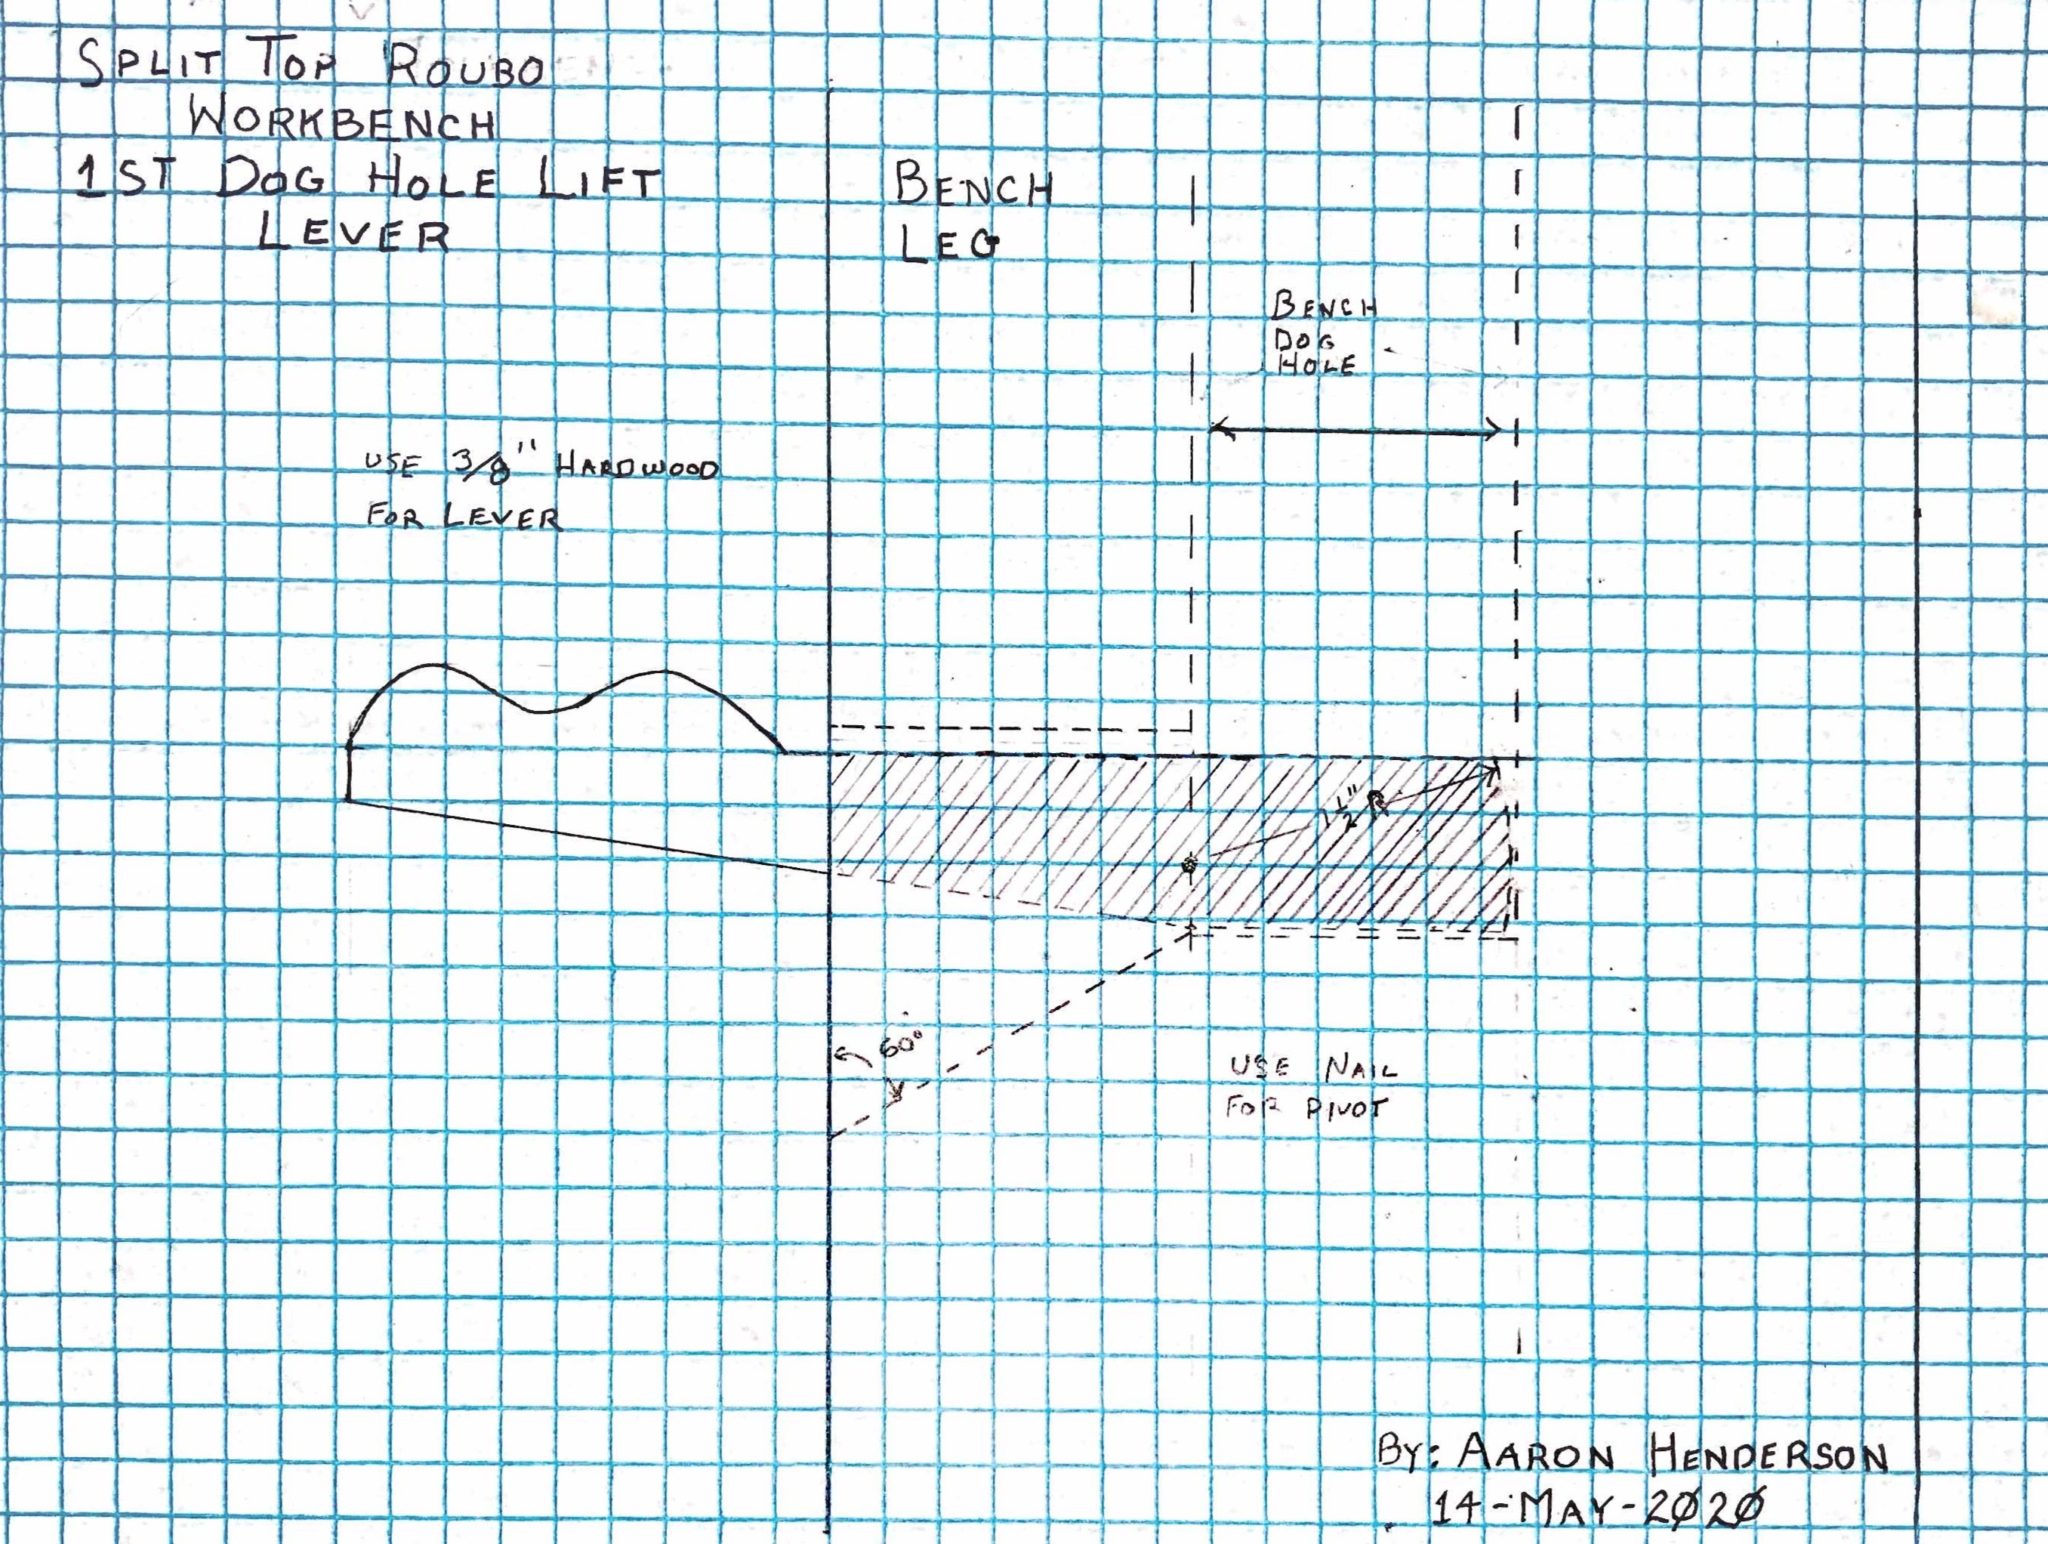 SPLIT TOP ROUBO
WORKBENCH
1ST DOG HOLE LIFT
LEVER
BENCH
LEG
BENCH
DOG
HOLE
USE 3/8" HARDWOOD
FOR LEVER
1 1/2" R
60°
USE NAIL
FOR PIVOT
BY: AARON HENDERSON
14-MAY-2020